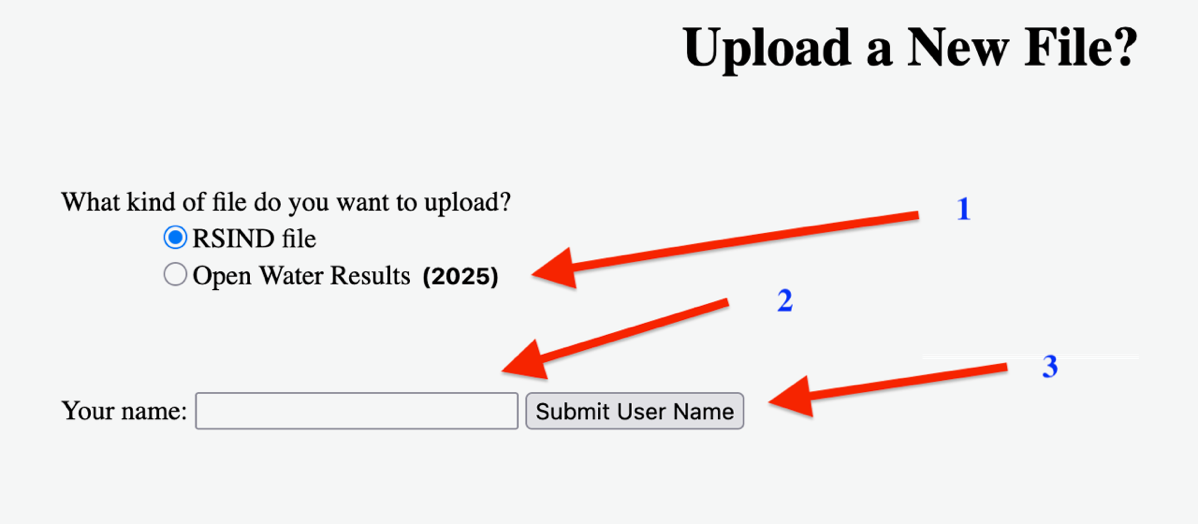 Upload a New File?
What kind of file do you want to upload?
RSIND file
1
Open Water Results (2025)
2
3
Your name:
Submit User Name